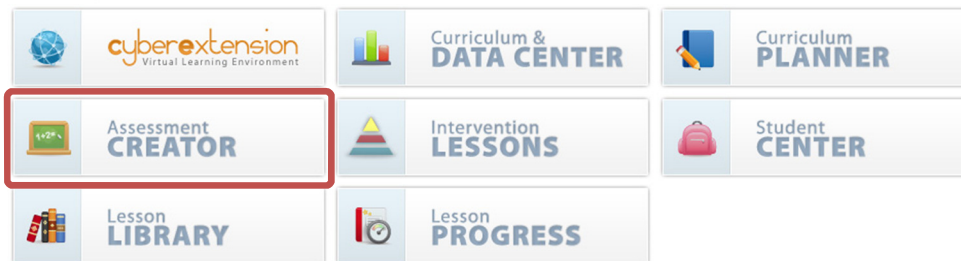 cyberextension
Virtual Learning Environment
Curriculum &
DATA CENTER
Curriculum
PLANNER
Assessment
CREATOR
Intervention
LESSONS
Student
CENTER
Lesson
LIBRARY
Lesson
PROGRESS